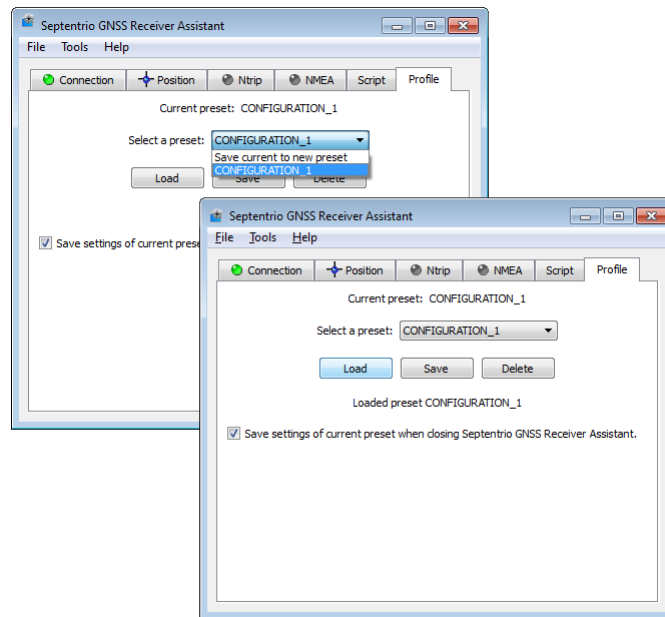 Septentrio GNSS Receiver Assistant
File Tools Help
Connection Position Ntrip NMEA Script Profile
Current preset: CONFIGURATION_1
Select a preset: CONFIGURATION_1
Save current to new preset
CONFIGURATION_1
Load Save Delete
Save settings of current prese
Septentrio GNSS Receiver Assistant
File Tools Help
Connection Position Ntrip NMEA Script Profile
Current preset: CONFIGURATION_1
Select a preset: CONFIGURATION_1
Load Save Delete
Loaded preset CONFIGURATION_1
Save settings of current preset when closing Septentrio GNSS Receiver Assistant.